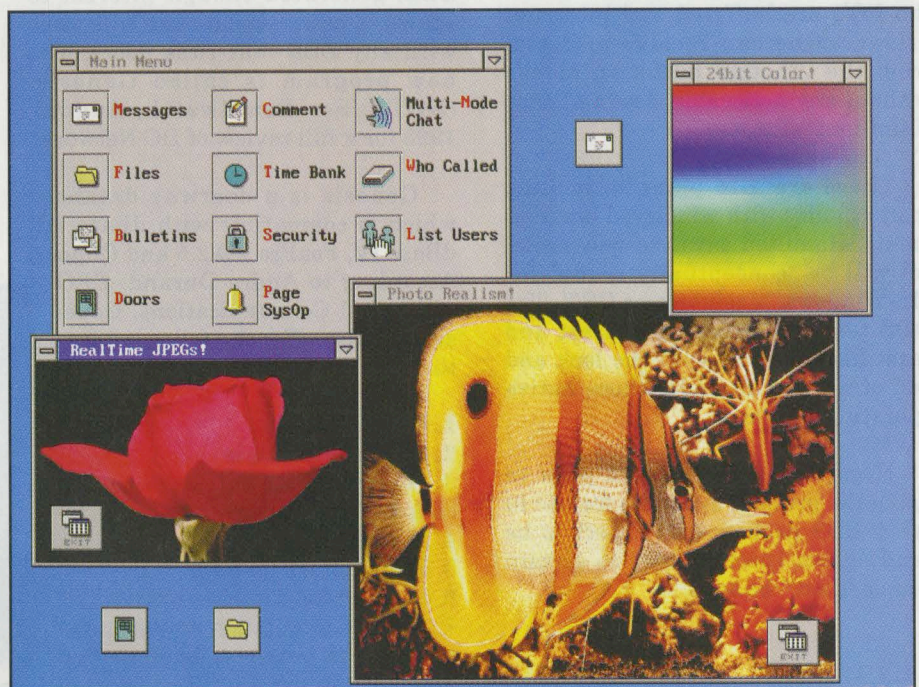 Main Menu
Messages
Comment
Multi-Node
Chat
Files
Time Bank
Who Called
Bulletins
Security
List Users
Doors
Page
SysOp
24bit Color!
Photo Realism!
RealTime JPEGs!
EXIT
EXIT